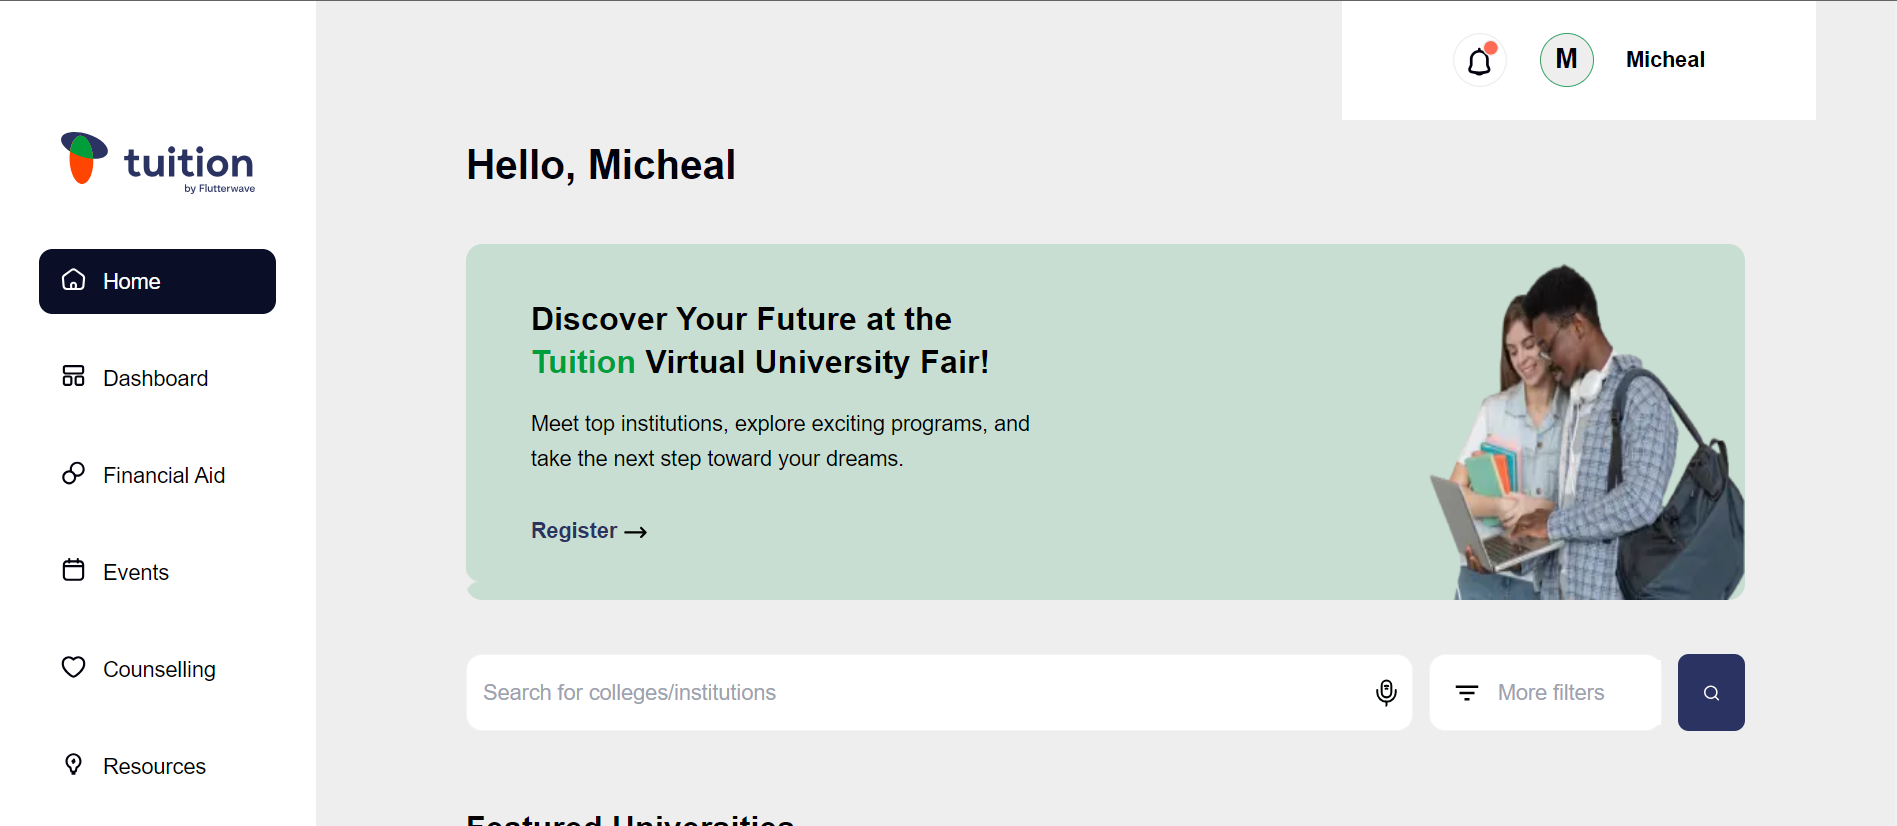 M
Micheal
tuition
by Flutterwave
Home
Dashboard
Financial Aid
Events
Counselling
Resources
Hello, Micheal
Discover Your Future at the
Tuition Virtual University Fair!
Meet top institutions, explore exciting programs, and
take the next step toward your dreams.
Register →
Search for colleges/institutions
More filters
Featured Universities